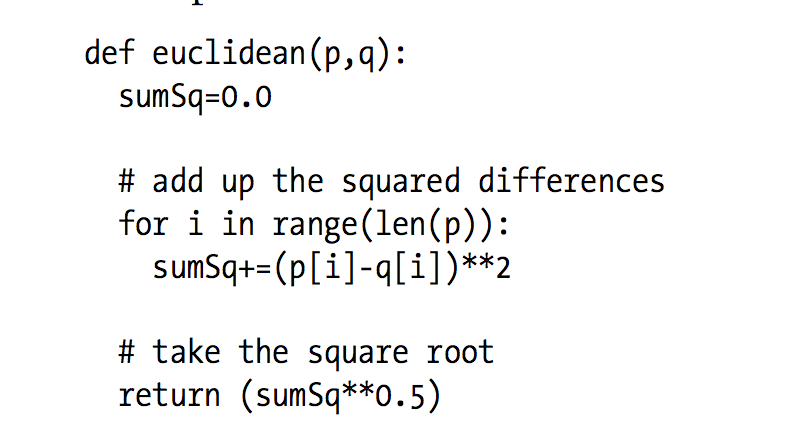 def euclidean(p,q):
  sumSq=0.0
  # add up the squared differences
  for i in range(len(p)):
    sumSq+=(p[i]-q[i])**2
  # take the square root
  return (sumSq**0.5)